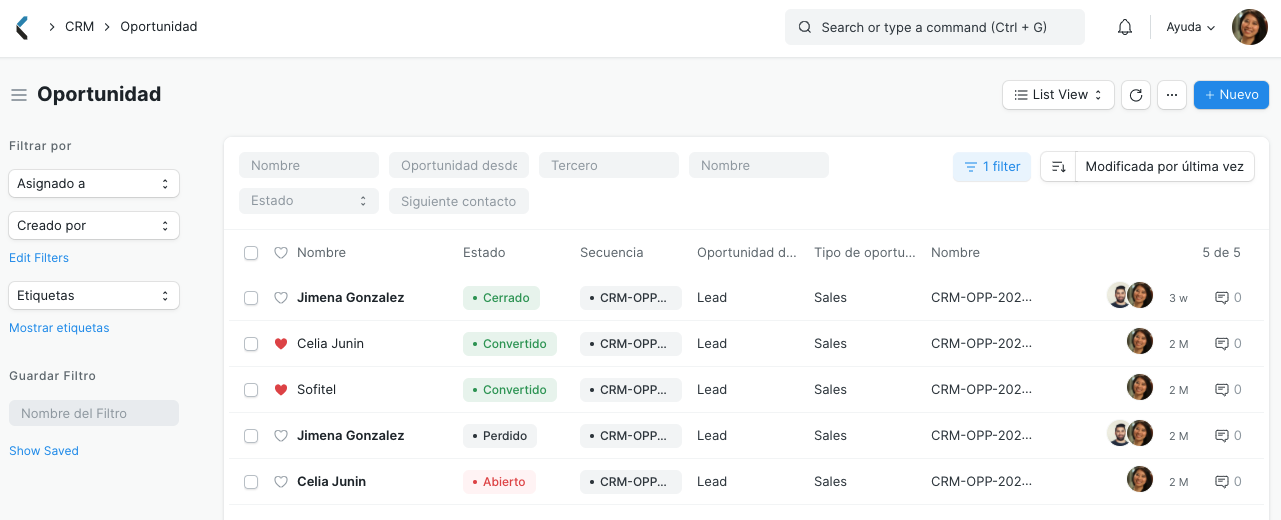 CRM Oportunidad Search or type a command (Ctrl + G) Ayuda
Oportunidad List View ··· + Nuevo
Filtrar por
Asignado a
Creado por
Edit Filters
Etiquetas
Mostrar etiquetas
Guardar Filtro
Nombre del Filtro
Show Saved
Nombre Oportunidad desde Tercero Nombre 1 filter Modificada por última vez
Estado Siguiente contacto
Nombre Estado Secuencia Oportunidad d... Tipo de oportu... Nombre 5 de 5
Jimena Gonzalez • Cerrado • CRM-OPP... Lead Sales CRM-OPP-202... 3 w 0
Celia Junin • Convertido • CRM-OPP... Lead Sales CRM-OPP-202... 2 M 0
Sofitel • Convertido • CRM-OPP... Lead Sales CRM-OPP-202... 2 M 0
Jimena Gonzalez • Perdido • CRM-OPP... Lead Sales CRM-OPP-202... 2 M 0
Celia Junin • Abierto • CRM-OPP... Lead Sales CRM-OPP-202... 2 M 0